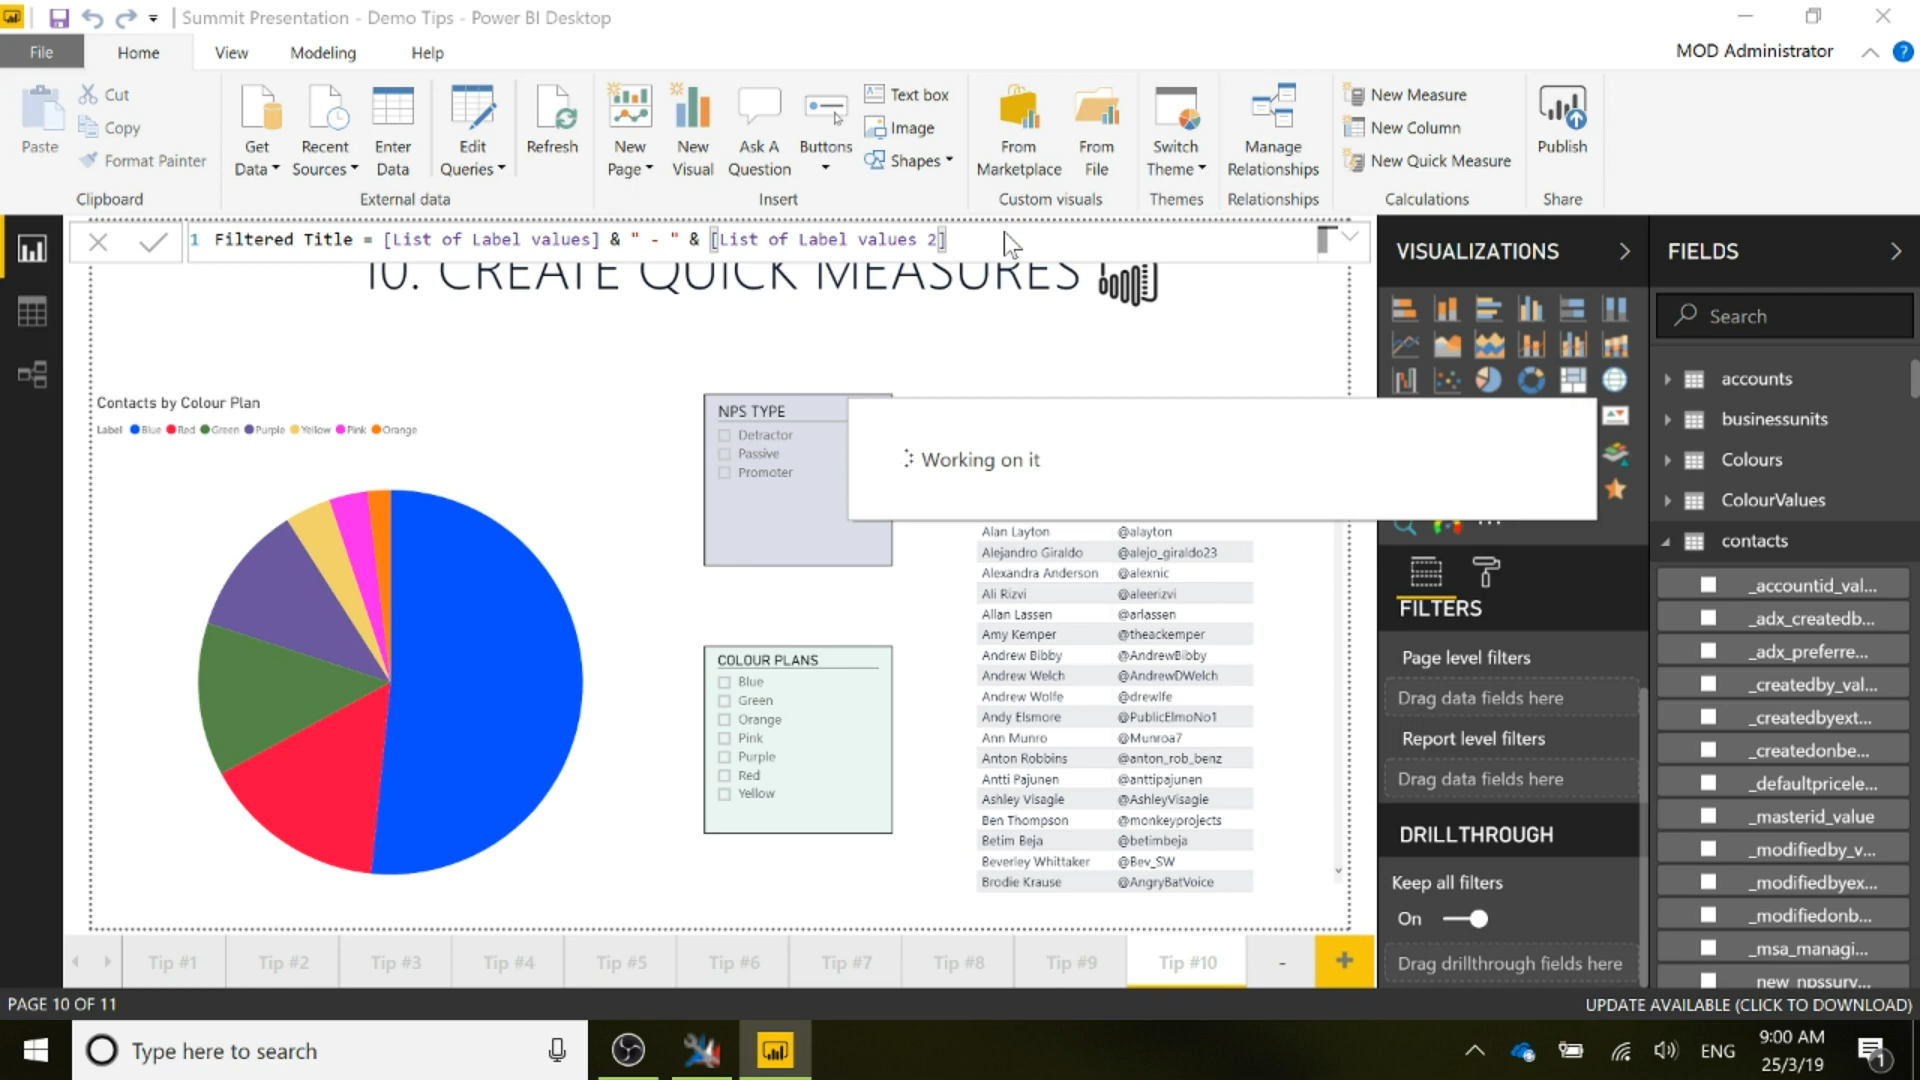 Summit Presentation - Demo Tips - Power BI Desktop
File Home View Modeling Help MOD Administrator ?
Paste
Cut
Copy
Format Painter
Clipboard
Get Data
Recent Sources
Enter Data
Edit Queries
Refresh
External data
New Page
New Visual
Ask A Question
Buttons
Text box
Image
Shapes
Insert
From Marketplace
From File
Custom visuals
Switch Theme
Themes
Manage Relationships
Relationships
New Measure
New Column
New Quick Measure
Calculations
Publish
Share
1 Filtered Title = [List of Label values] & " - " & [List of Label values 2]
10. CREATE QUICK MEASURES
Contacts by Colour Plan
Label Blue Red Green Purple Yellow Pink Orange
NPS TYPE
Detractor
Passive
Promoter
Working on it
COLOUR PLANS
Blue
Green
Orange
Pink
Purple
Red
Yellow
Alan Layton @alayton
Alejandro Giraldo @alejo_giraldo23
Alexandra Anderson @alexnic
Ali Rizvi @aleerizvi
Allan Lassen @arlassen
Amy Kemper @theackemper
Andrew Bibby @AndrewBibby
Andrew Welch @AndrewDWelch
Andrew Wolfe @drewlfe
Andy Elsmore @PublicElmoNo1
Ann Munro @Munroa7
Anton Robbins @anton_rob_benz
Antti Pajunen @anttipajunen
Ashley Visagie @AshleyVisagie
Ben Thompson @monkeyprojects
Betim Beja @betimbeja
Beverley Whittaker @Bev_SW
Brodie Krause @AngryBatVoice
VISUALIZATIONS
FILTERS
Page level filters
Drag data fields here
Report level filters
Drag data fields here
DRILLTHROUGH
Keep all filters
On
Drag drillthrough fields here
FIELDS
Search
accounts
businessunits
Colours
ColourValues
contacts
_accountid_val...
_adx_createdb...
_adx_preferre...
_createdby_val...
_createdbyext...
_createdonbe...
_defaultpricele...
_masterid_value
_modifiedby_v...
_modifiedbyex...
_modifiedonb...
_msa_managi...
new_npssurv...
Tip #1 Tip #2 Tip #3 Tip #4 Tip #5 Tip #6 Tip #7 Tip #8 Tip #9 Tip #10 - +
PAGE 10 OF 11 UPDATE AVAILABLE (CLICK TO DOWNLOAD)
Type here to search
ENG
9:00 AM
25/3/19
1